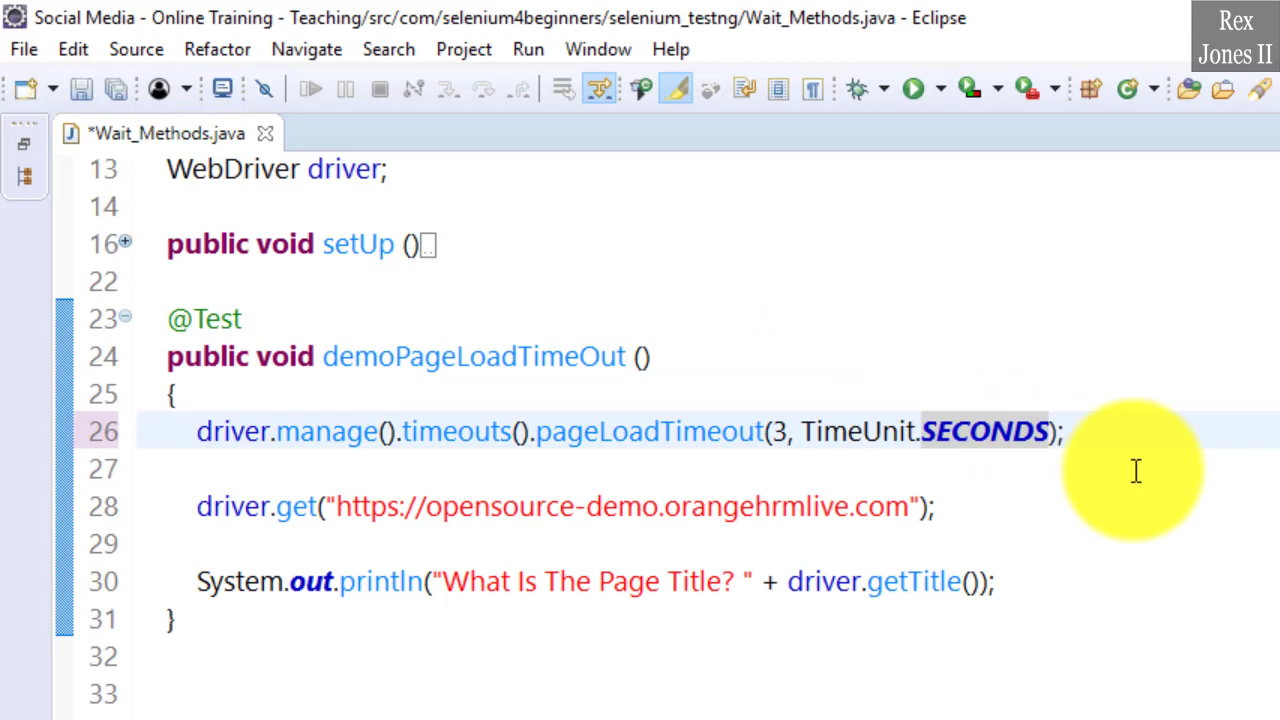 Social Media - Online Training - Teaching/src/com/selenium4beginners/selenium_testng/Wait_Methods.java - Eclipse
Rex
Jones II
File Edit Source Refactor Navigate Search Project Run Window Help
*Wait_Methods.java
13 WebDriver driver;
14
16 public void setUp ()
22
23 @Test
24 public void demoPageLoadTimeOut ()
25 {
26 driver.manage().timeouts().pageLoadTimeout(3, TimeUnit.SECONDS);
27
28 driver.get("https://opensource-demo.orangehrmlive.com");
29
30 System.out.println("What Is The Page Title? " + driver.getTitle());
31 }
32
33